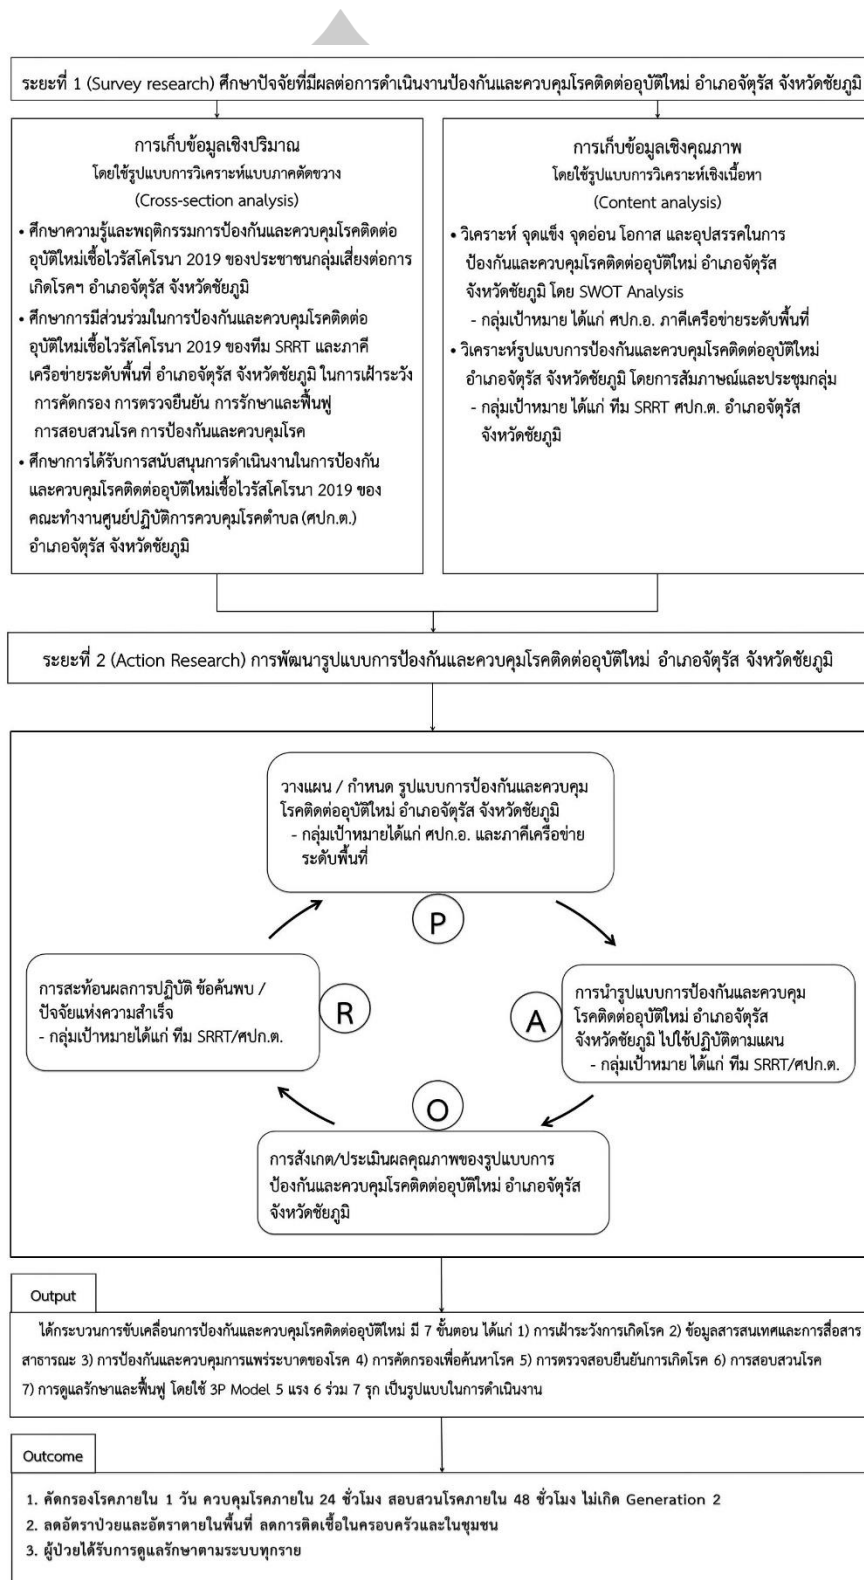 ระยะที่ 1 (Survey research) ศึกษาปัจจัยที่มีผลต่อการดำเนินงานป้องกันและควบคุมโรคติดต่ออุบัติใหม่ อำเภอจัตุรัส จังหวัดชัยภูมิ
การเก็บข้อมูลเชิงปริมาณ
โดยใช้รูปแบบการวิเคราะห์แบบภาคตัดขวาง
(Cross-section analysis)
• ศึกษาความรู้และพฤติกรรมการป้องกันและควบคุมโรคติดต่อ
อุบัติใหม่เชื้อไวรัสโคโรนา 2019 ของประชาชนกลุ่มเสี่ยงต่อการ
เกิดโรคฯ อำเภอจัตุรัส จังหวัดชัยภูมิ
• ศึกษาการมีส่วนร่วมในการป้องกันและควบคุมโรคติดต่อ
อุบัติใหม่เชื้อไวรัสโคโรนา 2019 ของทีม SRRT และภาคี
เครือข่ายระดับพื้นที่ อำเภอจัตุรัส จังหวัดชัยภูมิ ในการเฝ้าระวัง
การคัดกรอง การตรวจยืนยัน การรักษาและฟื้นฟู
การสอบสวนโรค การป้องกันและควบคุมโรค
• ศึกษาการได้รับการสนับสนุนการดำเนินงานในการป้องกัน
และควบคุมโรคติดต่ออุบัติใหม่เชื้อไวรัสโคโรนา 2019 ของ
คณะทำงานศูนย์ปฏิบัติการควบคุมโรคตำบล (ศปก.ต.)
อำเภอจัตุรัส จังหวัดชัยภูมิ
การเก็บข้อมูลเชิงคุณภาพ
โดยใช้รูปแบบการวิเคราะห์เชิงเนื้อหา
(Content analysis)
• วิเคราะห์ จุดแข็ง จุดอ่อน โอกาส และอุปสรรคในการ
ป้องกันและควบคุมโรคติดต่ออุบัติใหม่ อำเภอจัตุรัส
จังหวัดชัยภูมิ โดย SWOT Analysis
- กลุ่มเป้าหมาย ได้แก่ ศปก.อ. ภาคีเครือข่ายระดับพื้นที่
• วิเคราะห์รูปแบบการป้องกันและควบคุมโรคติดต่ออุบัติใหม่
อำเภอจัตุรัส จังหวัดชัยภูมิ โดยการสัมภาษณ์และประชุมกลุ่ม
- กลุ่มเป้าหมาย ได้แก่ ทีม SRRT ศปก.ต. อำเภอจัตุรัส
จังหวัดชัยภูมิ
ระยะที่ 2 (Action Research) การพัฒนารูปแบบการป้องกันและควบคุมโรคติดต่ออุบัติใหม่ อำเภอจัตุรัส จังหวัดชัยภูมิ
วางแผน / กำหนด รูปแบบการป้องกันและควบคุม
โรคติดต่ออุบัติใหม่ อำเภอจัตุรัส จังหวัดชัยภูมิ
- กลุ่มเป้าหมายได้แก่ ศปก.อ. และภาคีเครือข่าย
ระดับพื้นที่
P
การสะท้อนผลการปฏิบัติ ข้อค้นพบ /
ปัจจัยแห่งความสำเร็จ
- กลุ่มเป้าหมายได้แก่ ทีม SRRT/ศปก.ต.
R
A
การนำรูปแบบการป้องกันและควบคุม
โรคติดต่ออุบัติใหม่ อำเภอจัตุรัส
จังหวัดชัยภูมิ ไปใช้ปฏิบัติตามแผน
- กลุ่มเป้าหมาย ได้แก่ ทีม SRRT/ศปก.ต.
O
การสังเกต/ประเมินผลคุณภาพของรูปแบบการ
ป้องกันและควบคุมโรคติดต่ออุบัติใหม่ อำเภอจัตุรัส
จังหวัดชัยภูมิ
Output
ได้กระบวนการขับเคลื่อนการป้องกันและควบคุมโรคติดต่ออุบัติใหม่ มี 7 ขั้นตอน ได้แก่ 1) การเฝ้าระวังการเกิดโรค 2) ข้อมูลสารสนเทศและการสื่อสาร
สาธารณะ 3) การป้องกันและควบคุมการแพร่ระบาดของโรค 4) การคัดกรองเพื่อค้นหาโรค 5) การตรวจสอบยืนยันการเกิดโรค 6) การสอบสวนโรค
7) การดูแลรักษาและฟื้นฟู โดยใช้ 3P Model 5 แรง 6 ร่วม 7 รุก เป็นรูปแบบในการดำเนินงาน
Outcome
1. คัดกรองโรคภายใน 1 วัน ควบคุมโรคภายใน 24 ชั่วโมง สอบสวนโรคภายใน 48 ชั่วโมง ไม่เกิด Generation 2
2. ลดอัตราป่วยและอัตราตายในพื้นที่ ลดการติดเชื้อในครอบครัวและในชุมชน
3. ผู้ป่วยได้รับการดูแลรักษาตามระบบทุกราย